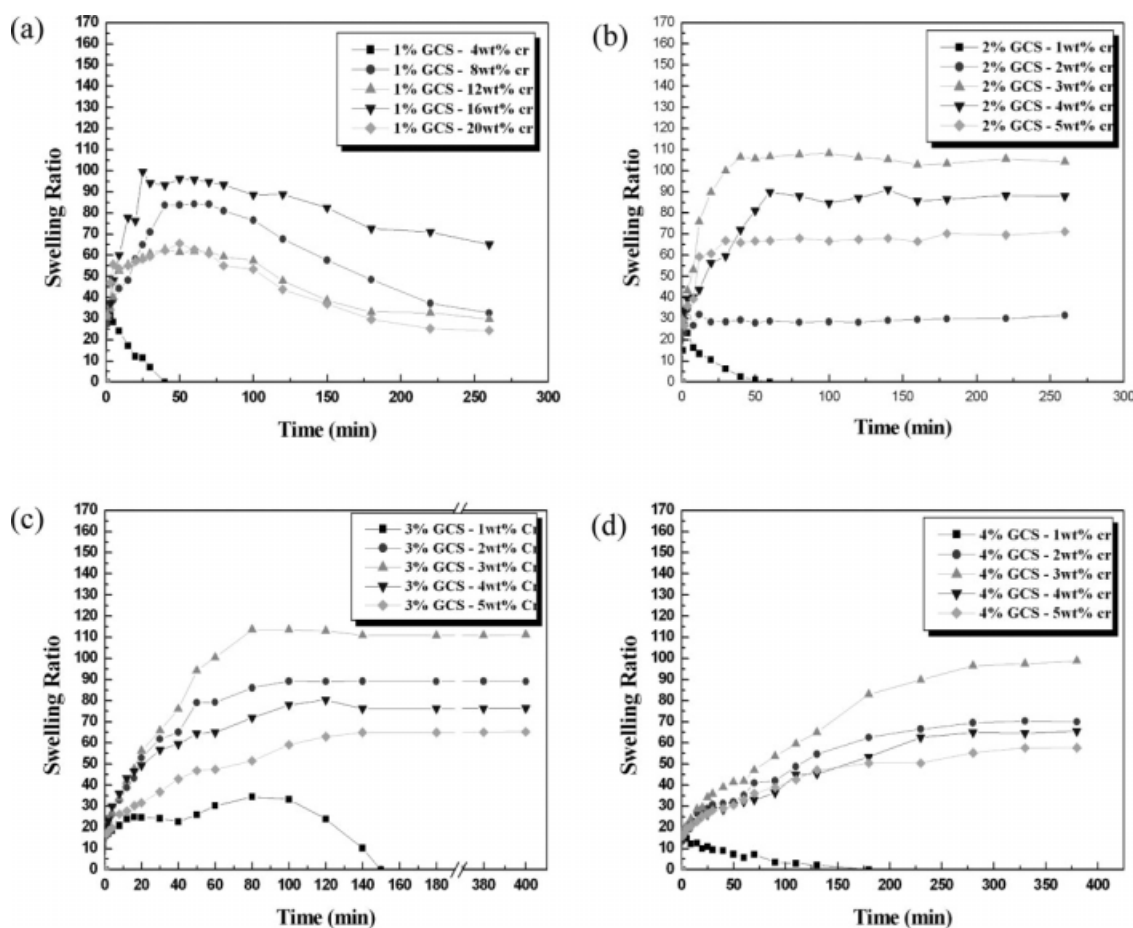 (a)
170
160
150
140
130
120
110
100
90
80
70
60
50
40
30
20
10
0
Swelling Ratio
1% GCS - 4wt% cr
1% GCS - 8wt% cr
1% GCS - 12wt% cr
1% GCS - 16wt% cr
1% GCS - 20wt% cr
0 50 100 150 200 250 300
Time (min)
(b)
170
160
150
140
130
120
110
100
90
80
70
60
50
40
30
20
10
0
Swelling Ratio
2% GCS - 1wt% cr
2% GCS - 2wt% cr
2% GCS - 3wt% cr
2% GCS - 4wt% cr
2% GCS - 5wt% cr
0 50 100 150 200 250 300
Time (min)
(c)
170
160
150
140
130
120
110
100
90
80
70
60
50
40
30
20
10
0
Swelling Ratio
3% GCS - 1wt% Cr
3% GCS - 2wt% Cr
3% GCS - 3wt% Cr
3% GCS - 4wt% Cr
3% GCS - 5wt% Cr
0 20 40 60 80 100 120 140 160 180 380 400
Time (min)
(d)
170
160
150
140
130
120
110
100
90
80
70
60
50
40
30
20
10
0
Swelling Ratio
4% GCS - 1wt% cr
4% GCS - 2wt% cr
4% GCS - 3wt% cr
4% GCS - 4wt% cr
4% GCS - 5wt% cr
0 50 100 150 200 250 300 350 400
Time (min)